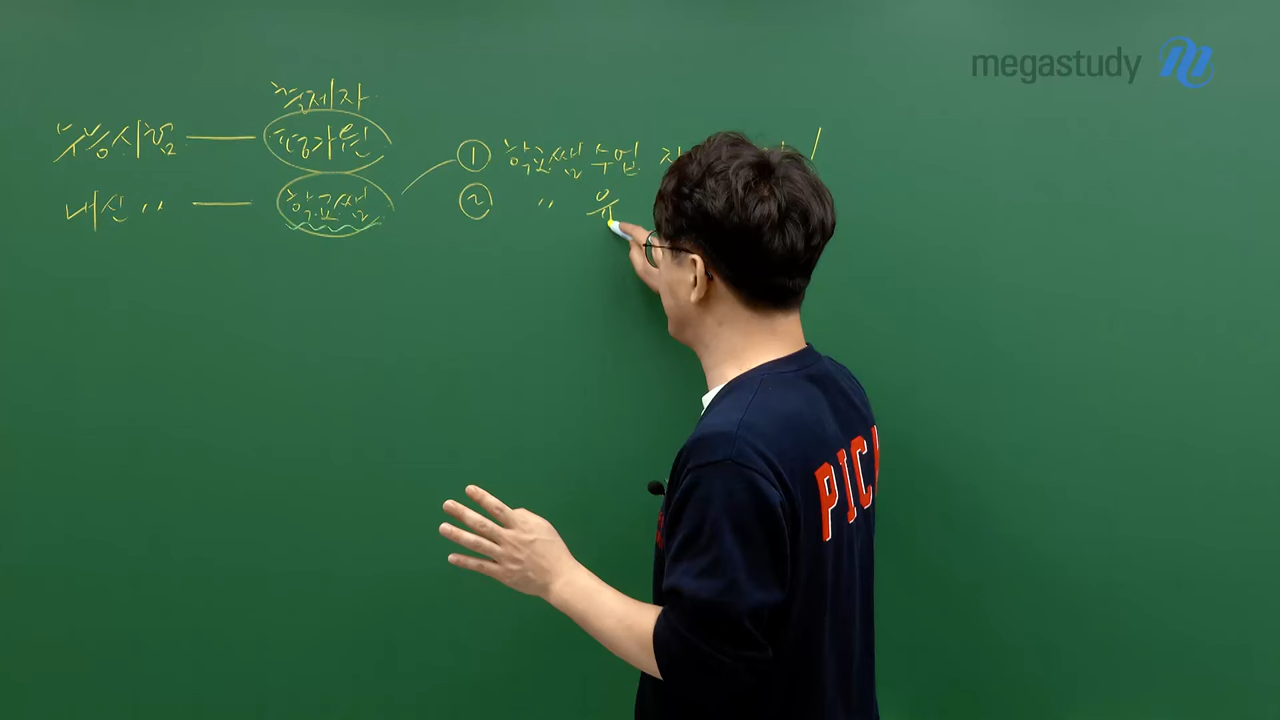 megastudy
출제자
수능시험 — 평가원
내신 〃 — 학교쌤
① 학교쌤 수업
② 〃 유
PICK